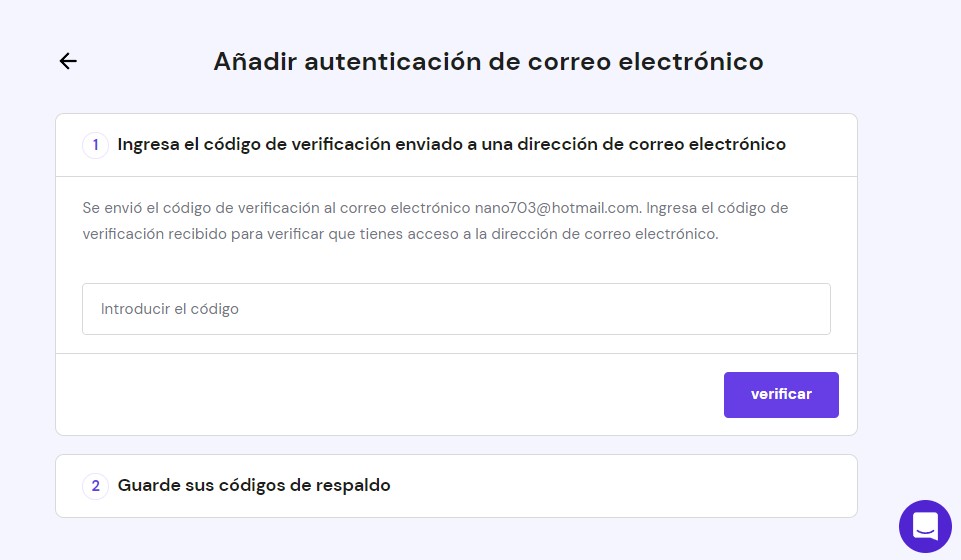 Añadir autenticación de correo electrónico
1 Ingresa el código de verificación enviado a una dirección de correo electrónico
Se envió el código de verificación al correo electrónico nano703@hotmail.com. Ingresa el código de
verificación recibido para verificar que tienes acceso a la dirección de correo electrónico.
Introducir el código
verificar
2 Guarde sus códigos de respaldo